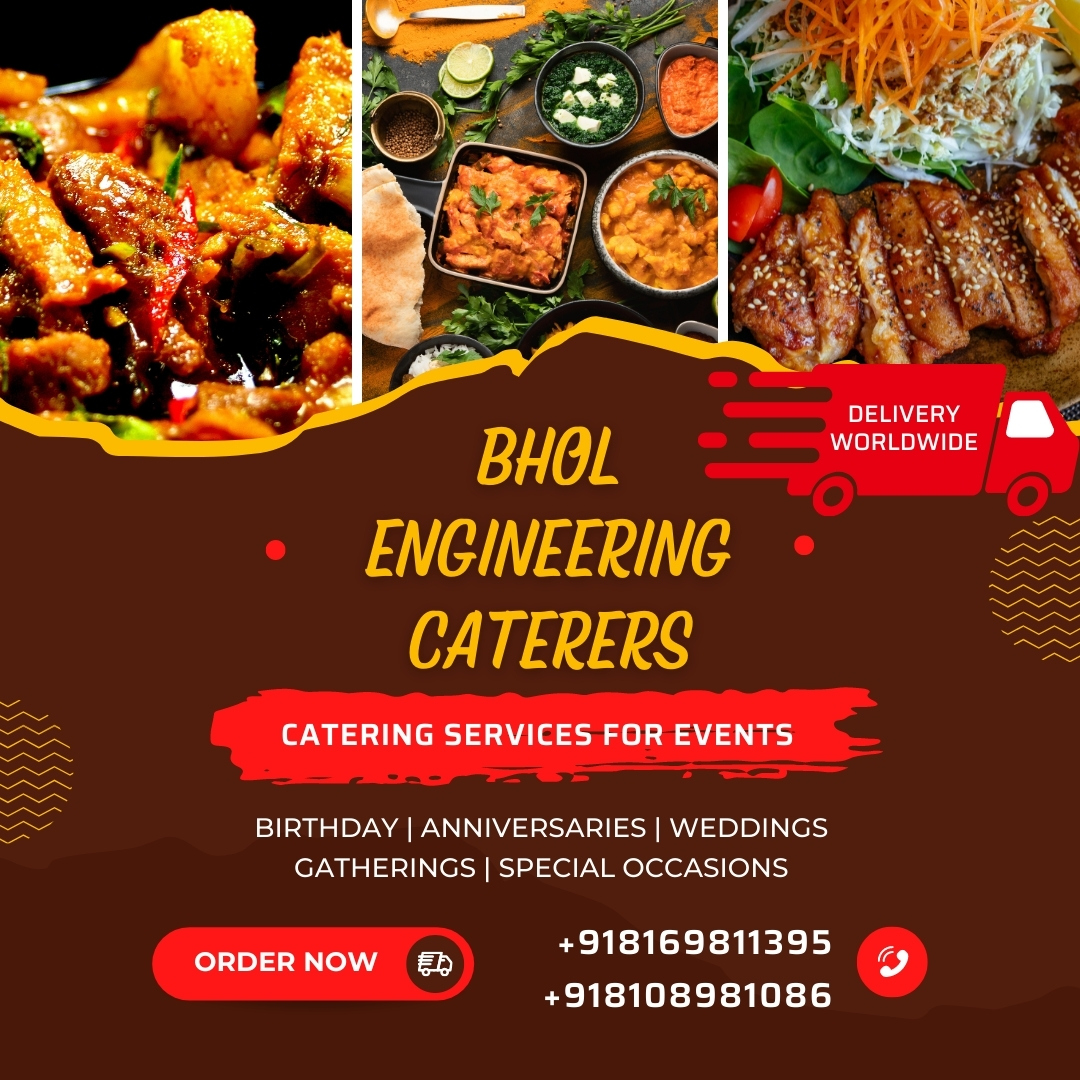 DELIVERY
WORLDWIDE
BHOL
ENGINEERING
CATERERS
CATERING SERVICES FOR EVENTS
BIRTHDAY | ANNIVERSARIES | WEDDINGS
GATHERINGS | SPECIAL OCCASIONS
ORDER NOW
+918169811395
+918108981086